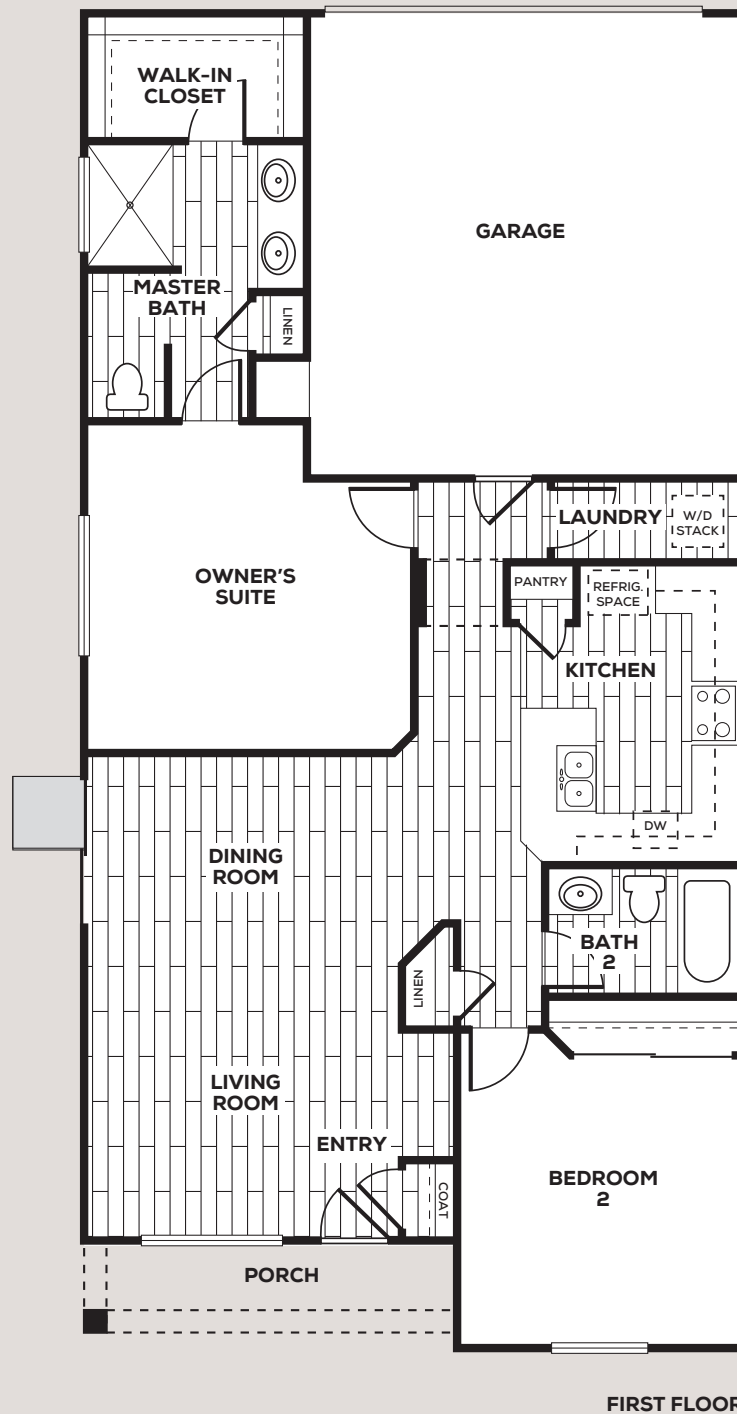 WALK-IN
CLOSET
GARAGE
MASTER
BATH
LINEN
LAUNDRY
W/D
STACK
OWNER'S
SUITE
PANTRY
REFRIG.
SPACE
KITCHEN
DW
DINING
ROOM
BATH
2
LINEN
LIVING
ROOM
ENTRY
COAT
BEDROOM
2
PORCH
FIRST FLOOR